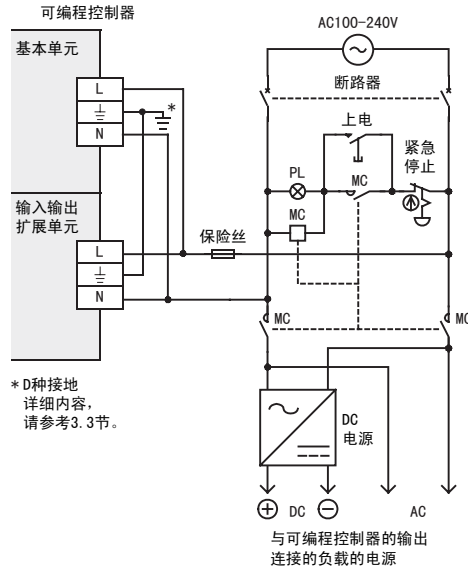 可编程控制器
基本单元
L
N
*
输入输出
扩展单元
L
N
* D种接地
详细内容，
请参考3.3节。
AC100-240V
断路器
上电
紧急
停止
PL
MC
MC
保险丝
MC
MC
DC
电源
DC
AC
与可编程控制器的输出
连接的负载的电源